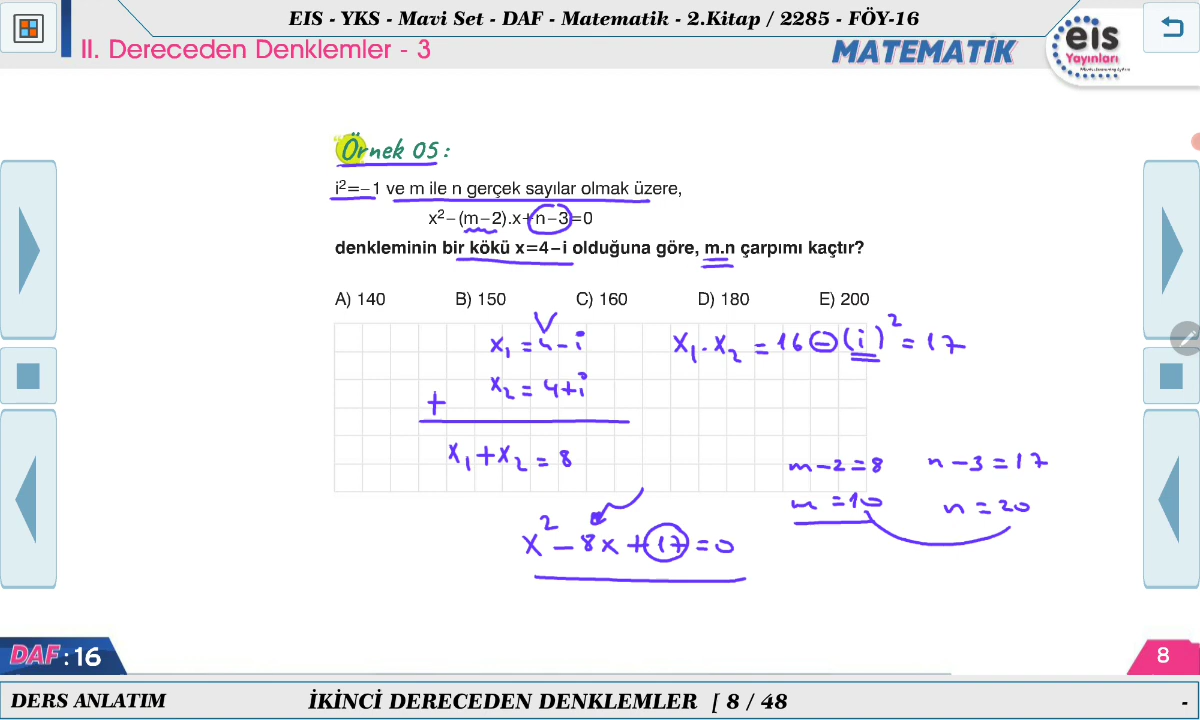 EIS - YKS - Mavi Set - DAF - Matematik - 2.Kitap / 2285 - FÖY-16
II. Dereceden Denklemler - 3
MATEMATİK
eis
Yayınları
Örnek 05 :
i²=−1 ve m ile n gerçek sayılar olmak üzere,
x²−(m−2).x+n−3=0
denkleminin bir kökü x=4−i olduğuna göre, m.n çarpımı kaçtır?
A) 140 B) 150 C) 160 D) 180 E) 200
x₁ = 4-i
x₂ = 4+i
+
x₁+x₂ = 8
x₁.x₂ = 16-(i)² = 17
m-2=8 n-3=17
m=10 n=20
x²-8x+17=0
DAF : 16
8
DERS ANLATIM
İKİNCİ DERECEDEN DENKLEMLER [ 8 / 48
-